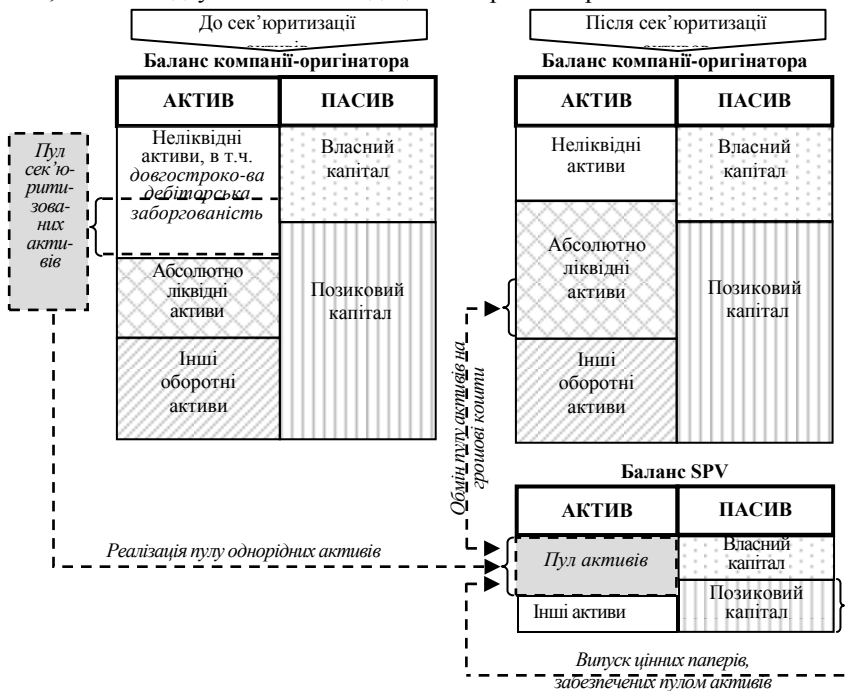 До сек’юритизації
Після сек’юритизації
Баланс компанії-оригінатора
Баланс компанії-оригінатора
АКТИВ
ПАСИВ
АКТИВ
ПАСИВ
Пул
сек’ю-
рити-
зова-
них
акти-
вів
Неліквідні
активи, в т.ч.
довгостроко-ва
дебіторська
заборгованість
Власний
капітал
Неліквідні
активи
Власний
капітал
Абсолютно
ліквідні
активи
Позиковий
капітал
Абсолютно
ліквідні
активи
Позиковий
капітал
Інші
оборотні
активи
Інші
оборотні
активи
Обмін пулу активів на
грошові кошти
Баланс SPV
АКТИВ
ПАСИВ
Реалізація пулу однорідних активів
Пул активів
Власний
капітал
Інші активи
Позиковий
капітал
Випуск цінних паперів,
забезпечених пулом активів